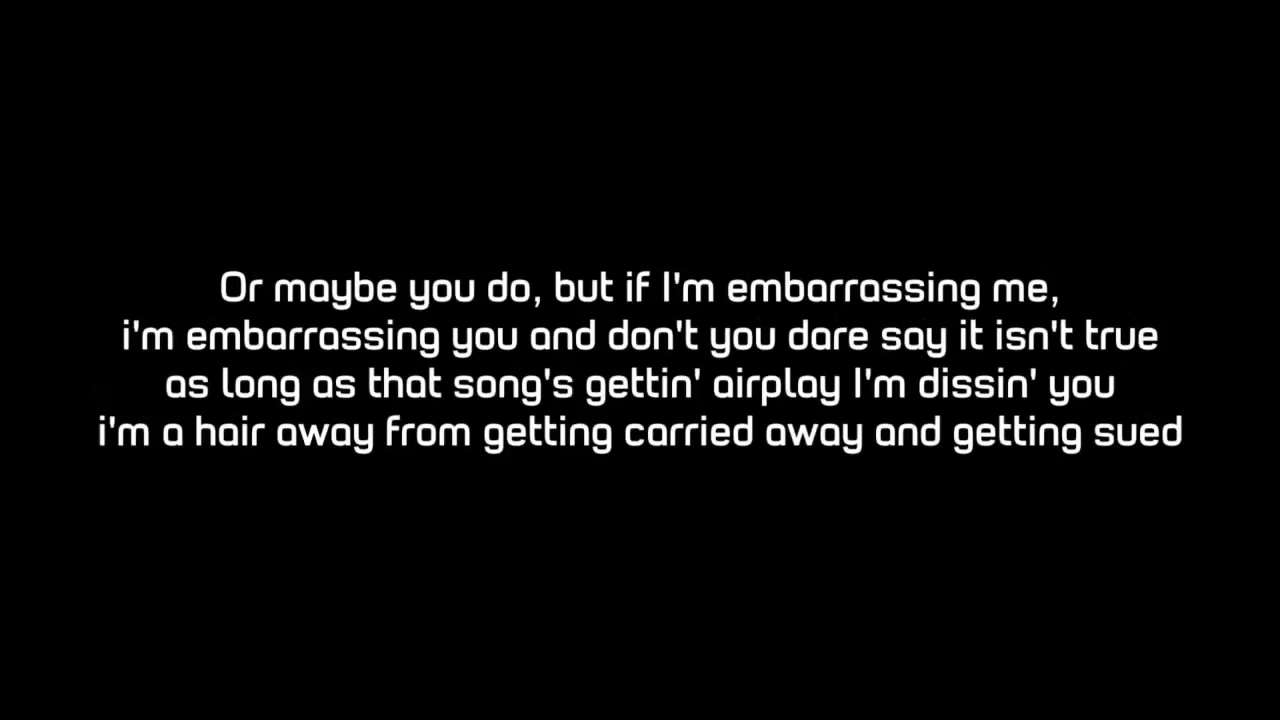 Or maybe you do, but if I'm embarrassing me,
i'm embarrassing you and don't you dare say it isn't true
as long as that song's gettin' airplay I'm dissin' you
i'm a hair away from getting carried away and getting sued